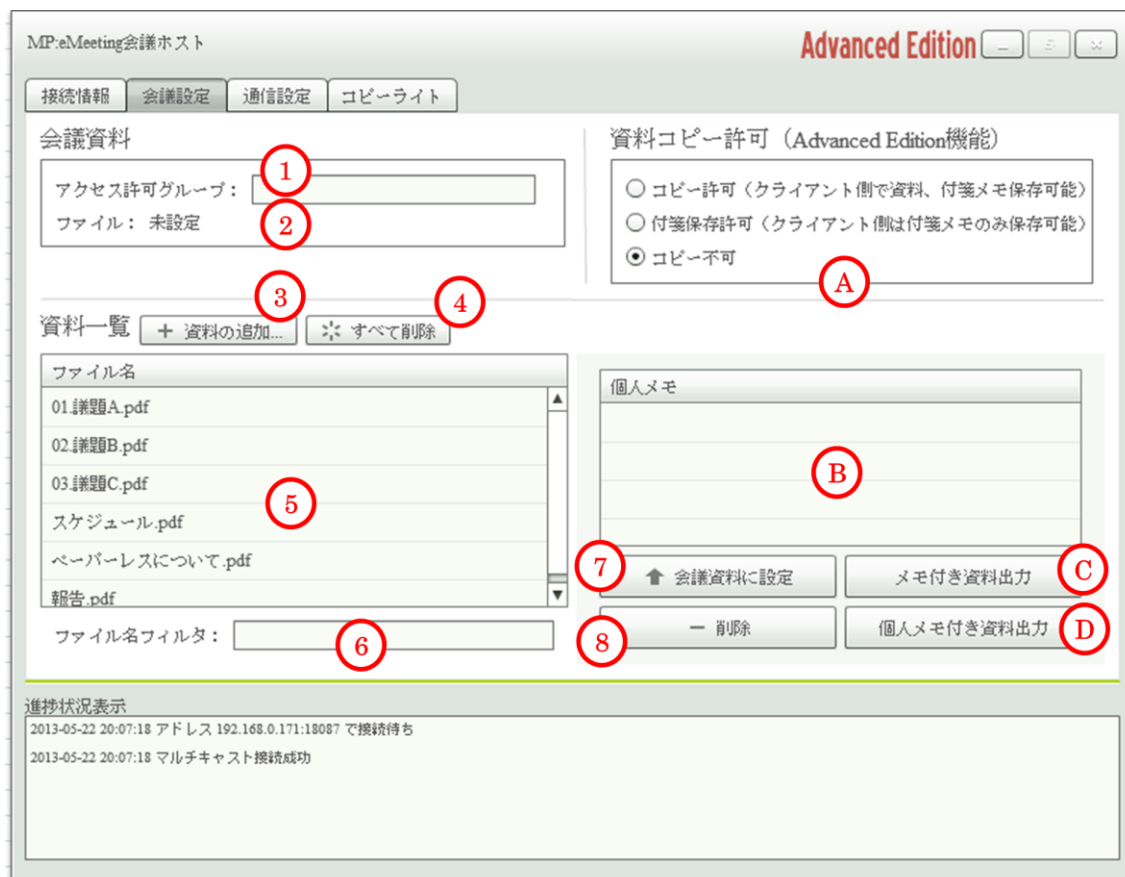 MP:eMeeting会議ホスト
Advanced Edition
接続情報 会議設定 通信設定 コピーライト
会議資料
アクセス許可グループ：
1
ファイル： 未設定
2
資料コピー許可（Advanced Edition機能）
コピー許可（クライアント側で資料、付箋メモ保存可能）
付箋保存許可（クライアント側は付箋メモのみ保存可能）
コピー不可
A
3
4
資料一覧 + 資料の追加... すべて削除
ファイル名
01.議題A.pdf
02.議題B.pdf
03.議題C.pdf
スケジュール.pdf
ペーパーレスについて.pdf
報告.pdf
5
ファイル名フィルタ：
6
個人メモ
B
7 会議資料に設定 メモ付き資料出力 C
8 － 削除 個人メモ付き資料出力 D
進捗状況表示
2013-05-22 20:07:18 アドレス 192.168.0.171:18087 で接続待ち
2013-05-22 20:07:18 マルチキャスト接続成功